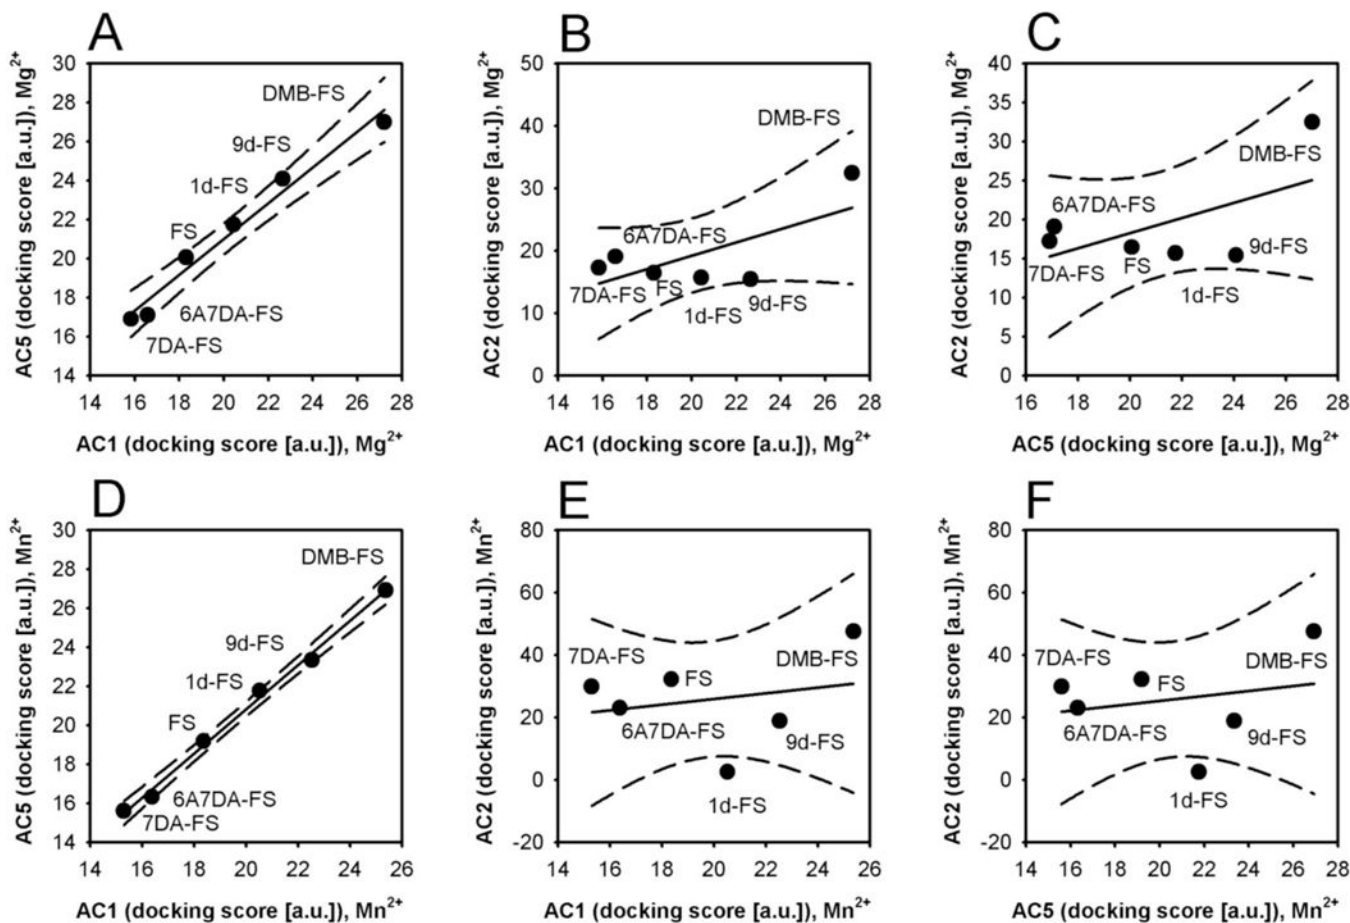 A
AC5 (docking score [a.u.]), Mg²⁺
30
28
26
24
22
20
18
16
14
DMB-FS
9d-FS
1d-FS
FS
6A7DA-FS
7DA-FS
14 16 18 20 22 24 26 28
AC1 (docking score [a.u.]), Mg²⁺
B
AC2 (docking score [a.u.]), Mg²⁺
50
40
30
20
10
0
DMB-FS
6A7DA-FS
7DA-FS
FS
9d-FS
1d-FS
14 16 18 20 22 24 26 28
AC1 (docking score [a.u.]), Mg²⁺
C
AC2 (docking score [a.u.]), Mg²⁺
40
35
30
25
20
15
10
5
0
DMB-FS
6A7DA-FS
7DA-FS
FS
9d-FS
1d-FS
16 18 20 22 24 26 28
AC5 (docking score [a.u.]), Mg²⁺
D
AC5 (docking score [a.u.]), Mn²⁺
30
28
26
24
22
20
18
16
14
DMB-FS
9d-FS
1d-FS
FS
6A7DA-FS
7DA-FS
14 16 18 20 22 24 26
AC1 (docking score [a.u.]), Mn²⁺
E
AC2 (docking score [a.u.]), Mn²⁺
80
60
40
20
0
-20
7DA-FS
DMB-FS
FS
6A7DA-FS
9d-FS
1d-FS
14 16 18 20 22 24 26
AC1 (docking score [a.u.]), Mn²⁺
F
AC2 (docking score [a.u.]), Mn²⁺
80
60
40
20
0
-20
7DA-FS
DMB-FS
FS
6A7DA-FS
9d-FS
1d-FS
14 16 18 20 22 24 26 28
AC5 (docking score [a.u.]), Mn²⁺